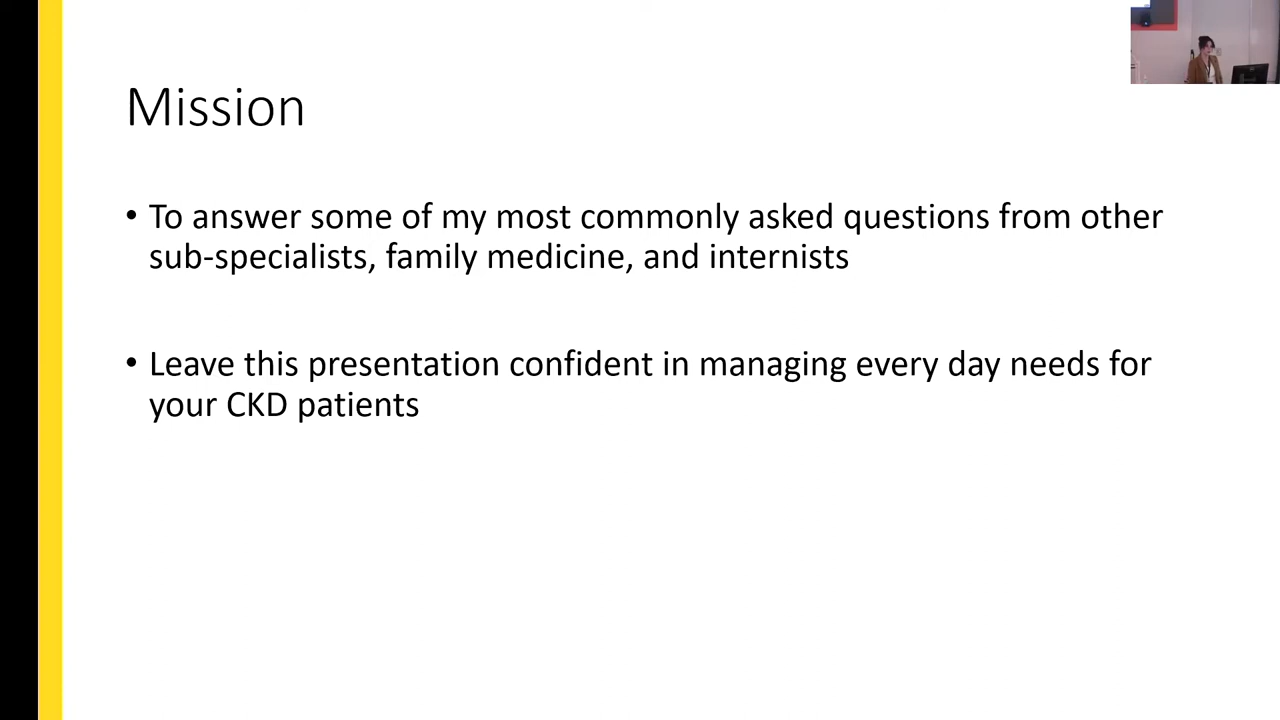 Mission
• To answer some of my most commonly asked questions from other
sub-specialists, family medicine, and internists
• Leave this presentation confident in managing every day needs for
your CKD patients